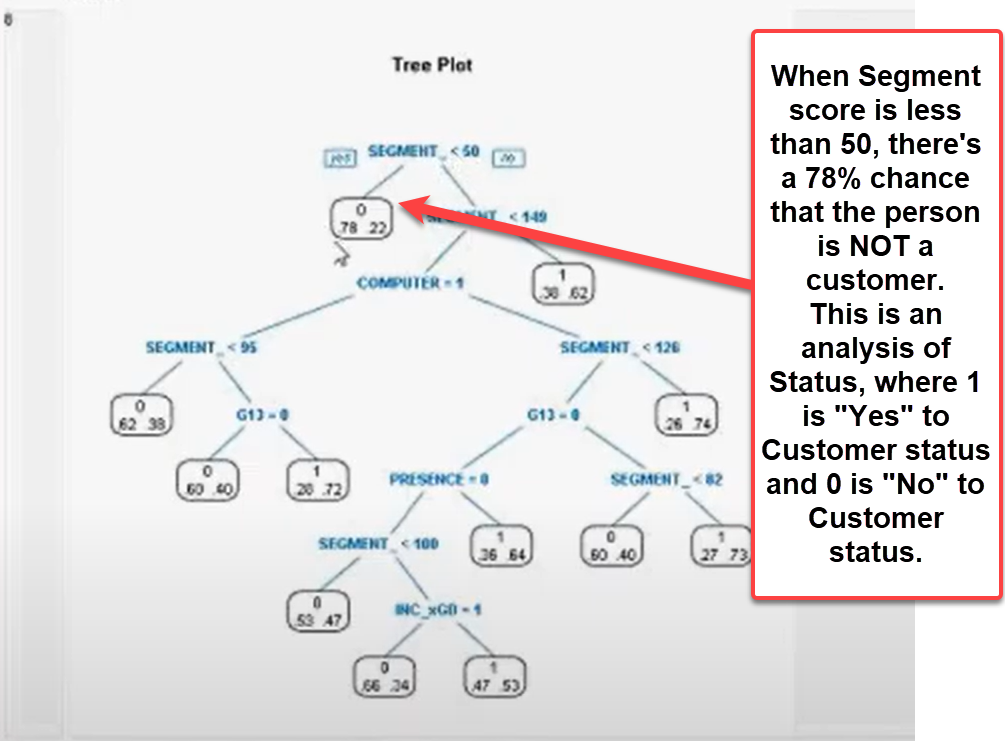 8
Tree Plot
yes SEGMENT_ < 50 no
0
.78 .22
SEGMENT_ < 149
COMPUTER = 1
1
.38 .62
SEGMENT_ < 95
SEGMENT_ < 126
0
.62 .38
G13 = 0
G13 = 0
1
.26 .74
0
.60 .40
1
.28 .72
PRESENCE = 0
SEGMENT_ < 82
SEGMENT_ < 100
1
.36 .64
0
.60 .40
1
.27 .73
0
.53 .47
INC_xGD = 1
0
.66 .34
1
.47 .53
When Segment
score is less
than 50, there's
a 78% chance
that the person
is NOT a
customer.
This is an
analysis of
Status, where 1
is "Yes" to
Customer status
and 0 is "No" to
Customer
status.